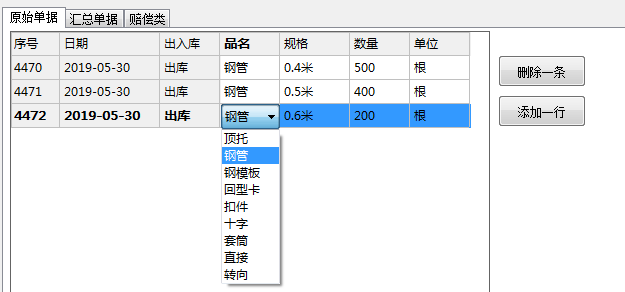 原始单据 汇总单据 赔偿类
序号 日期 出入库 品名 规格 数量 单位
4470 2019-05-30 出库 钢管 0.4米 500 根
删除一条
4471 2019-05-30 出库 钢管 0.5米 400 根
添加一行
4472 2019-05-30 出库 钢管 0.6米 200 根
顶托
钢管
钢模板
回型卡
扣件
十字
套筒
直接
转向